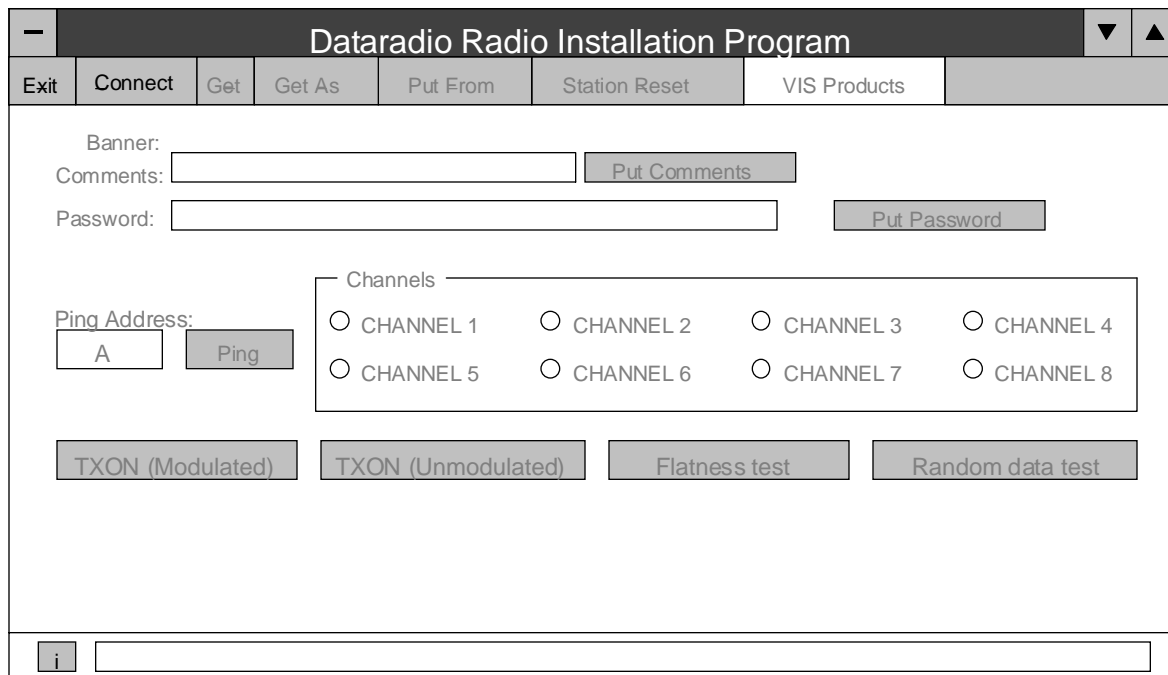 Dataradio Radio Installation Program
Exit Connect Get Get As Put From Station Reset VIS Products
Banner:
Comments: Put Comments
Password: Put Password
Channels
Ping Address:
CHANNEL 1 CHANNEL 2 CHANNEL 3 CHANNEL 4
A Ping
CHANNEL 5 CHANNEL 6 CHANNEL 7 CHANNEL 8
TXON (Modulated) TXON (Unmodulated) Flatness test Random data test
i